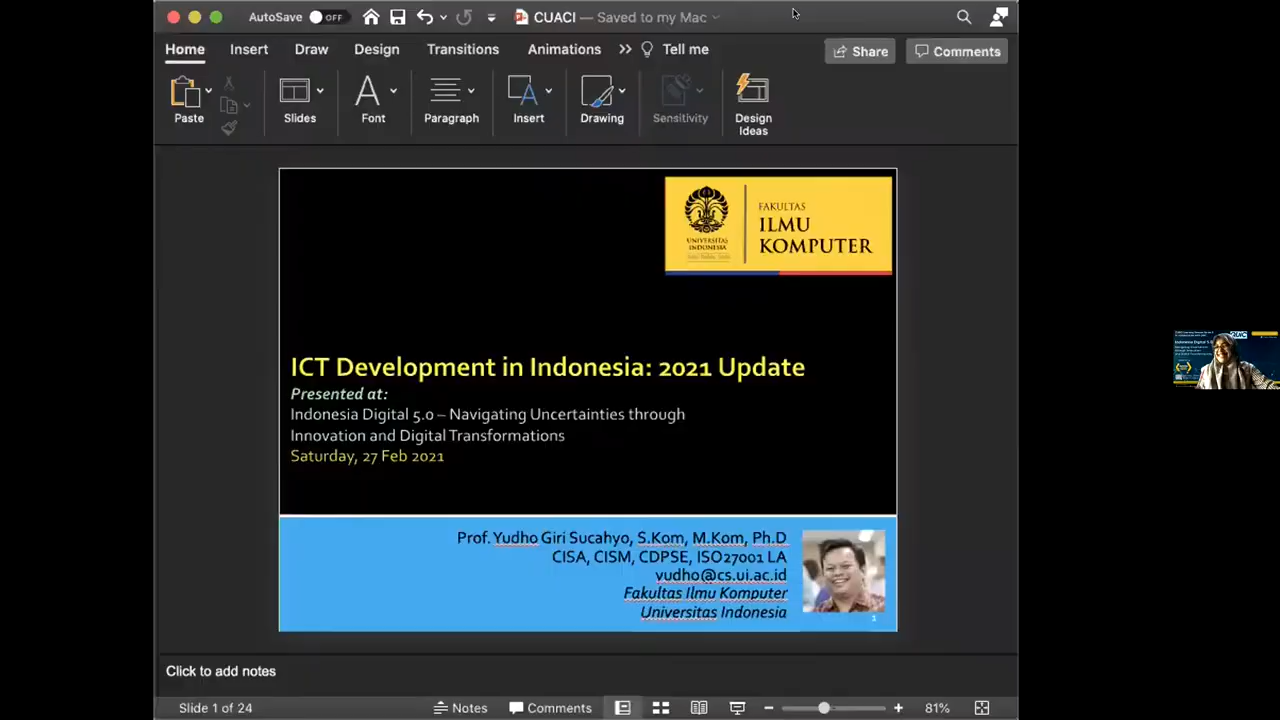 AutoSave OFF CUACI — Saved to my Mac
Home Insert Draw Design Transitions Animations Tell me Share Comments
Paste Slides Font Paragraph Insert Drawing Sensitivity Design
Ideas
UNIVERSITAS
INDONESIA
FAKULTAS
ILMU
KOMPUTER
ICT Development in Indonesia: 2021 Update
Presented at:
Indonesia Digital 5.0 – Navigating Uncertainties through
Innovation and Digital Transformations
Saturday, 27 Feb 2021
Prof. Yudho Giri Sucahyo, S.Kom, M.Kom, Ph.D
CISA, CISM, CDPSE, ISO27001 LA
yudho@cs.ui.ac.id
Fakultas Ilmu Komputer
Universitas Indonesia
1
Click to add notes
Slide 1 of 24 Notes Comments 81%